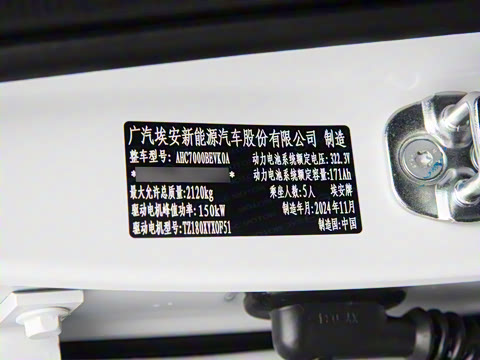 广汽埃安新能源汽车股份有限公司 制造
整车型号: AHC7000BEVK0A 动力电池系统额定电压: 322.3V
* * 动力电池系统额定容量: 171Ah
最大允许总质量: 2120kg 乘坐人数: 5人 埃安牌
驱动电机峰值功率: 150kW 制造年月: 2024年11月
驱动电机型号: TZ180XYX0F51 制造国: 中国